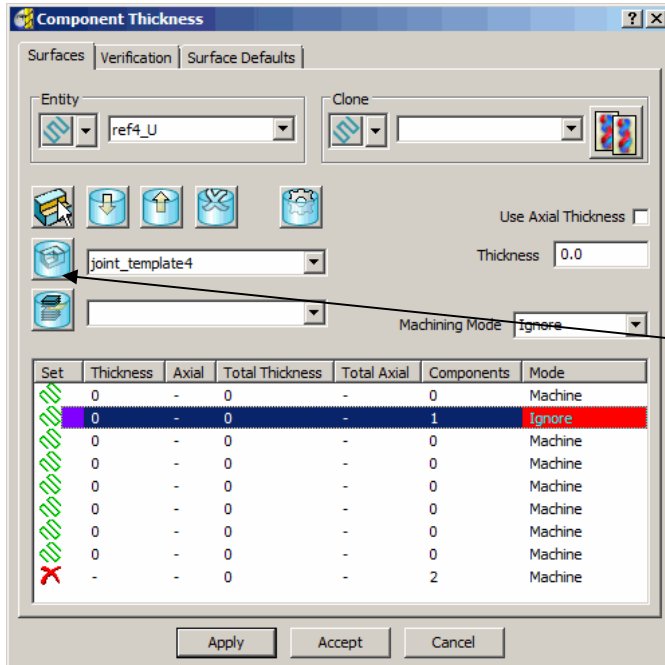 Component Thickness
Surfaces Verification Surface Defaults
Entity Clone
ref4_U
Use Axial Thickness
joint_template4 Thickness 0.0
Machining Mode Ignore
Set Thickness Axial Total Thickness Total Axial Components Mode
0 - 0 - 0 Machine
0 - 0 - 1 Ignore
0 - 0 - 0 Machine
0 - 0 - 0 Machine
0 - 0 - 0 Machine
0 - 0 - 0 Machine
0 - 0 - 0 Machine
0 - 0 - 0 Machine
- - 0 - 2 Machine
Apply Accept Cancel